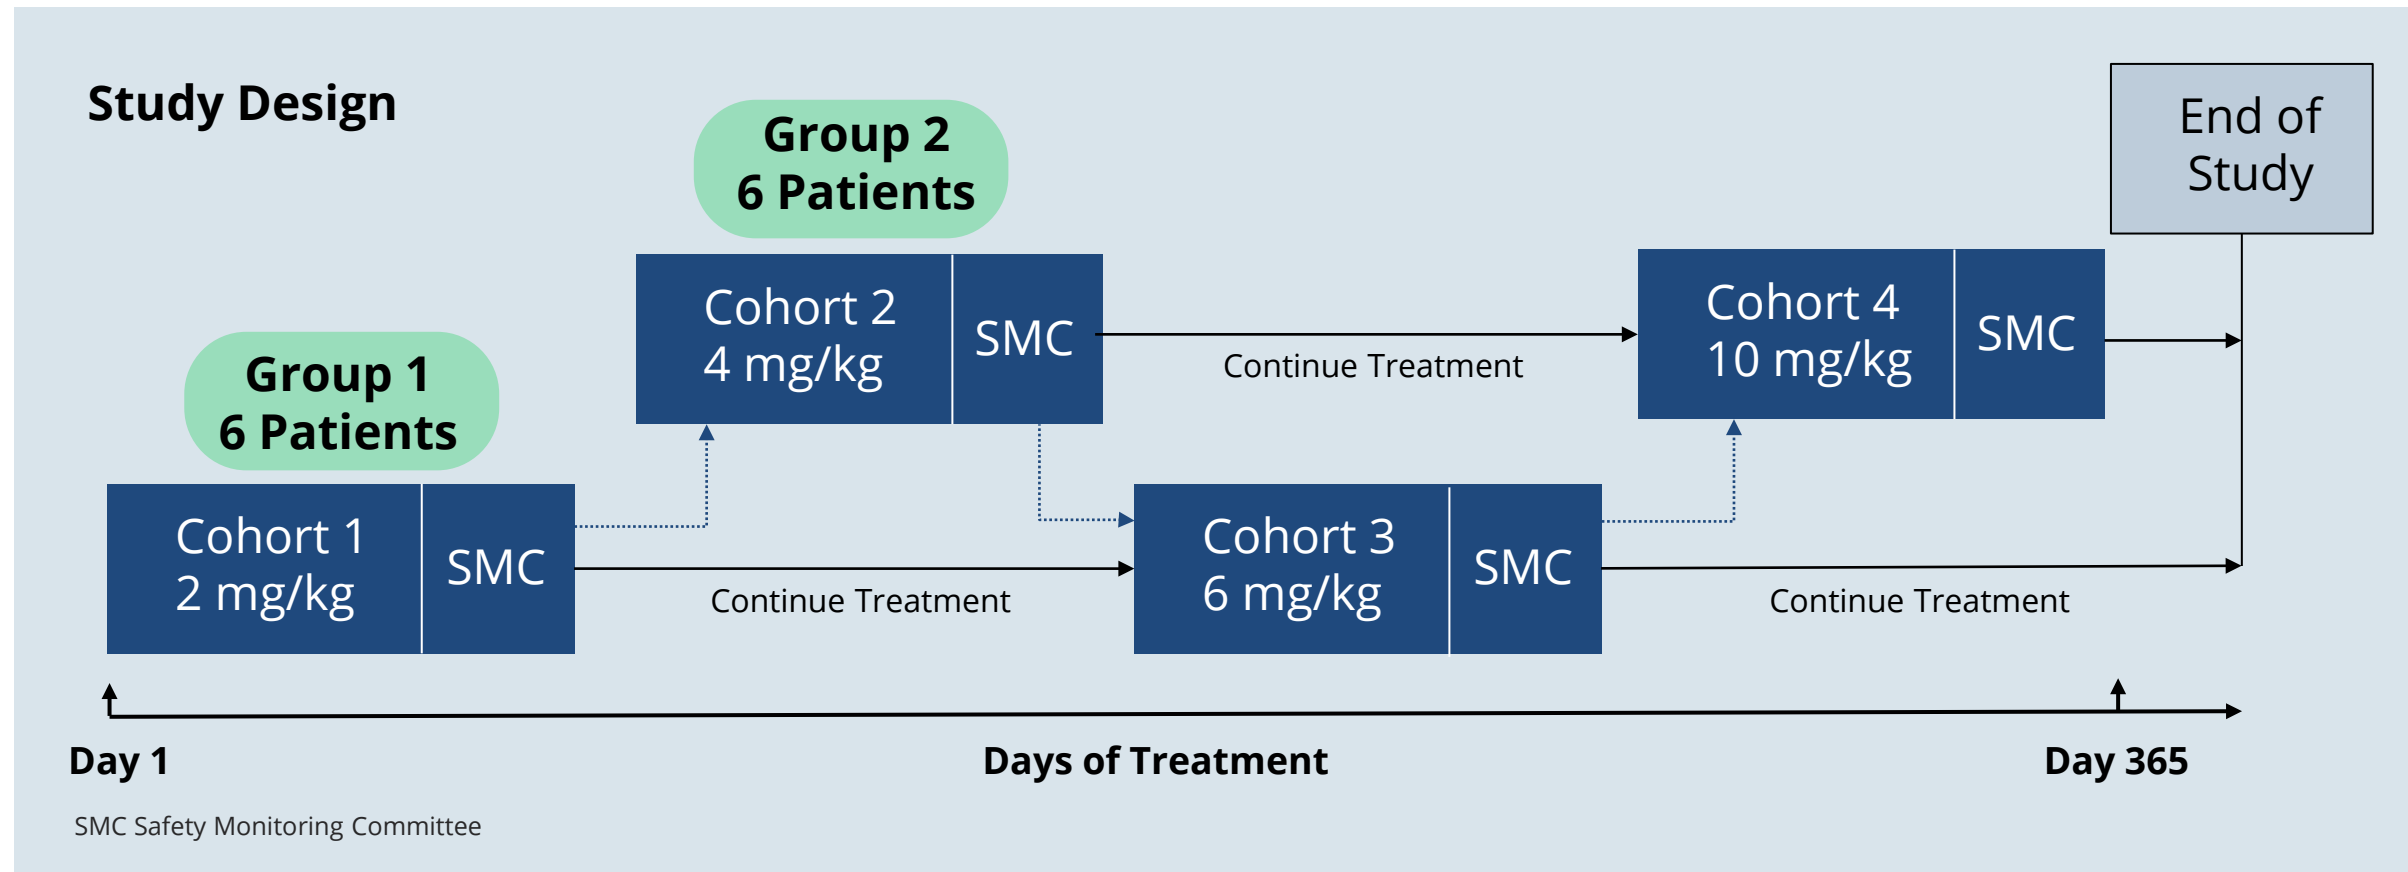 Study Design
Group 1
6 Patients
Cohort 1
2 mg/kg
SMC
Continue Treatment
Group 2
6 Patients
Cohort 2
4 mg/kg
SMC
Continue Treatment
Cohort 3
6 mg/kg
SMC
Continue Treatment
Cohort 4
10 mg/kg
SMC
End of
Study
Day 1
Days of Treatment
Day 365
SMC Safety Monitoring Committee